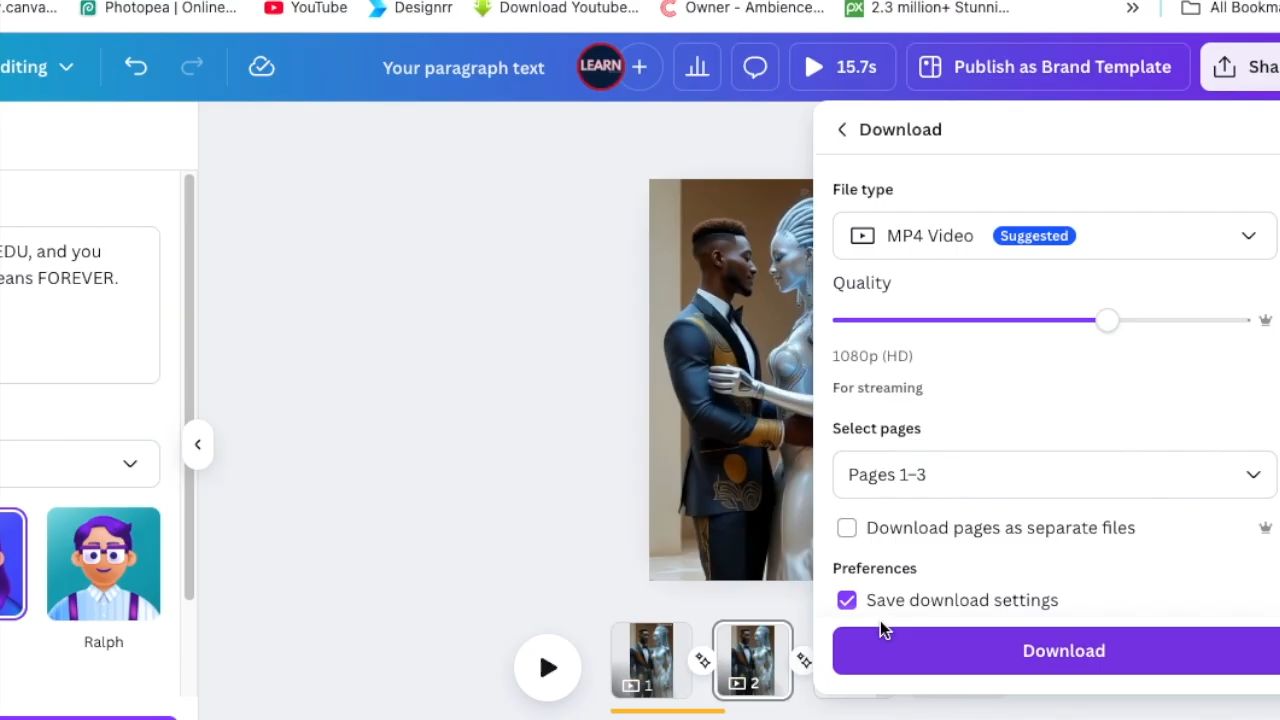 .canva...
Photopea | Online...
YouTube
Designrr
Download Youtube...
Owner - Ambience...
PX
2.3 million+ Stunni...
»
All Bookma
diting
Your paragraph text
LEARN
+
15.7s
Publish as Brand Template
Sha
Download
File type
MP4 Video
Suggested
Quality
1080p (HD)
For streaming
Select pages
Pages 1–3
Download pages as separate files
Preferences
Save download settings
Download
EDU, and you
eans FOREVER.
Ralph
1
2